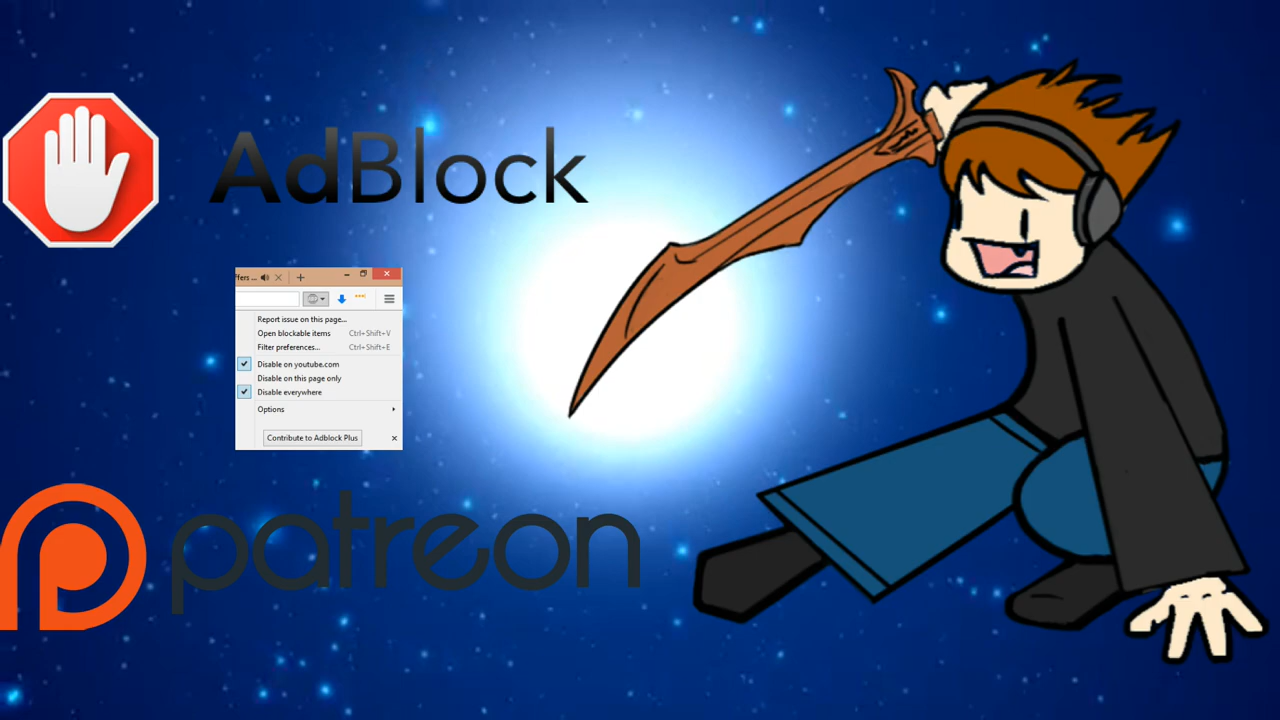 AdBlock
ffers ...
Report issue on this page...
Open blockable items Ctrl+Shift+V
Filter preferences... Ctrl+Shift+E
Disable on youtube.com
Disable on this page only
Disable everywhere
Options
Contribute to Adblock Plus
patreon